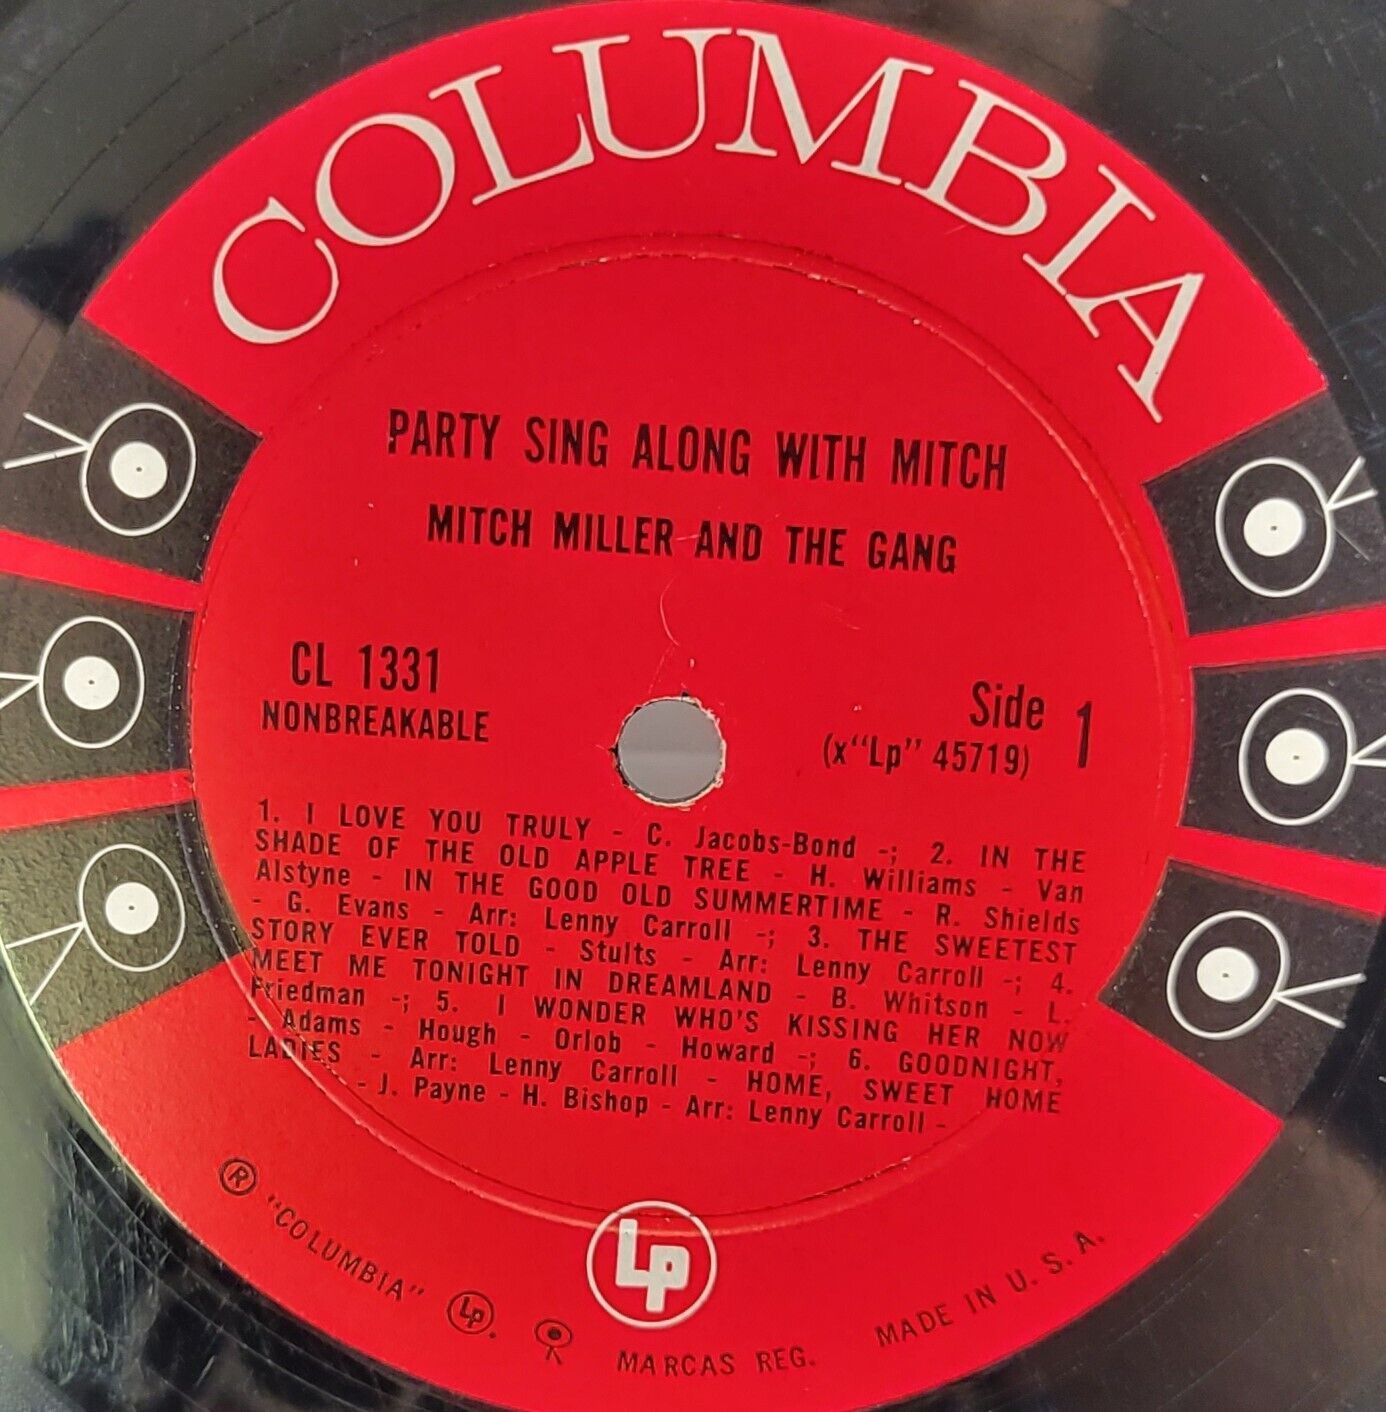 COLUMBIA
PARTY SING ALONG WITH MITCH
MITCH MILLER AND THE GANG
CL 1331
NONBREAKABLE
Side 1
(x"Lp" 45719)
1. I LOVE YOU TRULY - C. Jacobs-Bond -; 2. IN THE
SHADE OF THE OLD APPLE TREE - H. Williams - Van
Alstyne - IN THE GOOD OLD SUMMERTIME - R. Shields
- G. Evans - Arr: Lenny Carroll -; 3. THE SWEETEST
STORY EVER TOLD - Stults - Arr: Lenny Carroll -; 4.
MEET ME TONIGHT IN DREAMLAND - B. Whitson - L.
Friedman -; 5. I WONDER WHO'S KISSING HER NOW
- Adams - Hough - Orlob - Howard -; 6. GOODNIGHT,
LADIES - Arr: Lenny Carroll - HOME, SWEET HOME
- J. Payne - H. Bishop - Arr: Lenny Carroll -
Lp
® "COLUMBIA" Lp. MARCAS REG. MADE IN U. S. A.